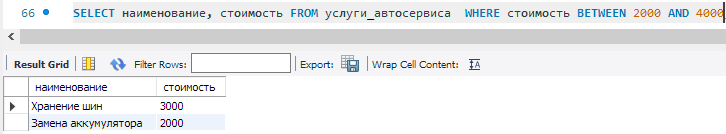 66 SELECT наименование, стоимость FROM услуги_автосервиса WHERE стоимость BETWEEN 2000 AND 4000
Result Grid Filter Rows: Export: Wrap Cell Content:
наименование стоимость
Хранение шин 3000
Замена аккумулятора 2000